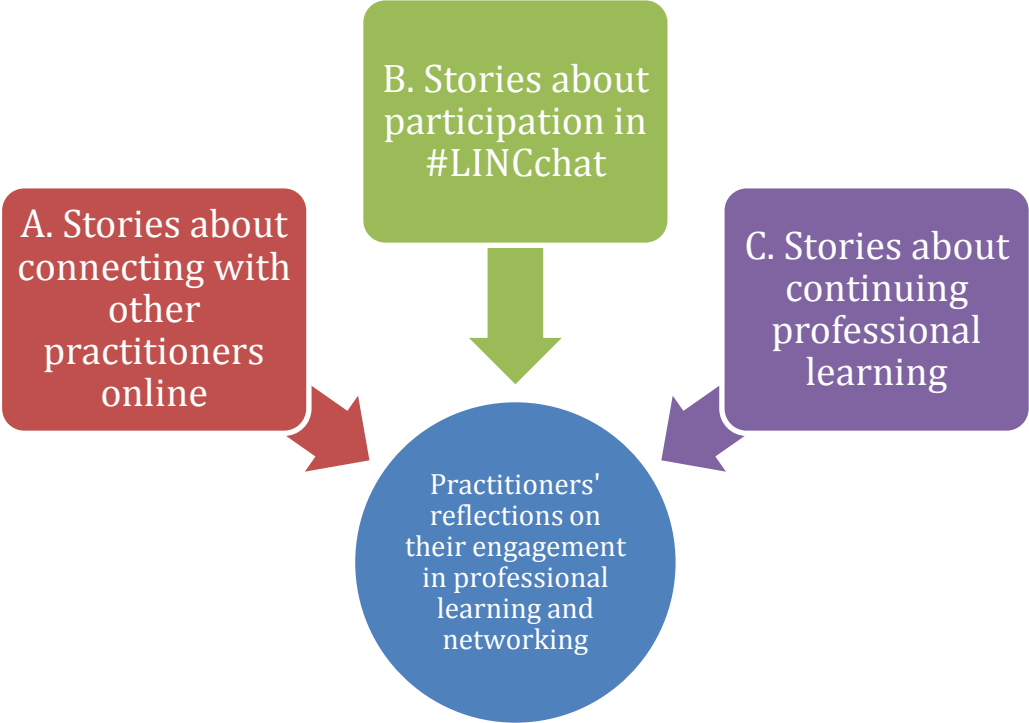 A. Stories about
connecting with
other
practitioners
online
B. Stories about
participation in
#LINCchat
C. Stories about
continuing
professional
learning
Practitioners'
reflections on
their engagement
in professional
learning and
networking